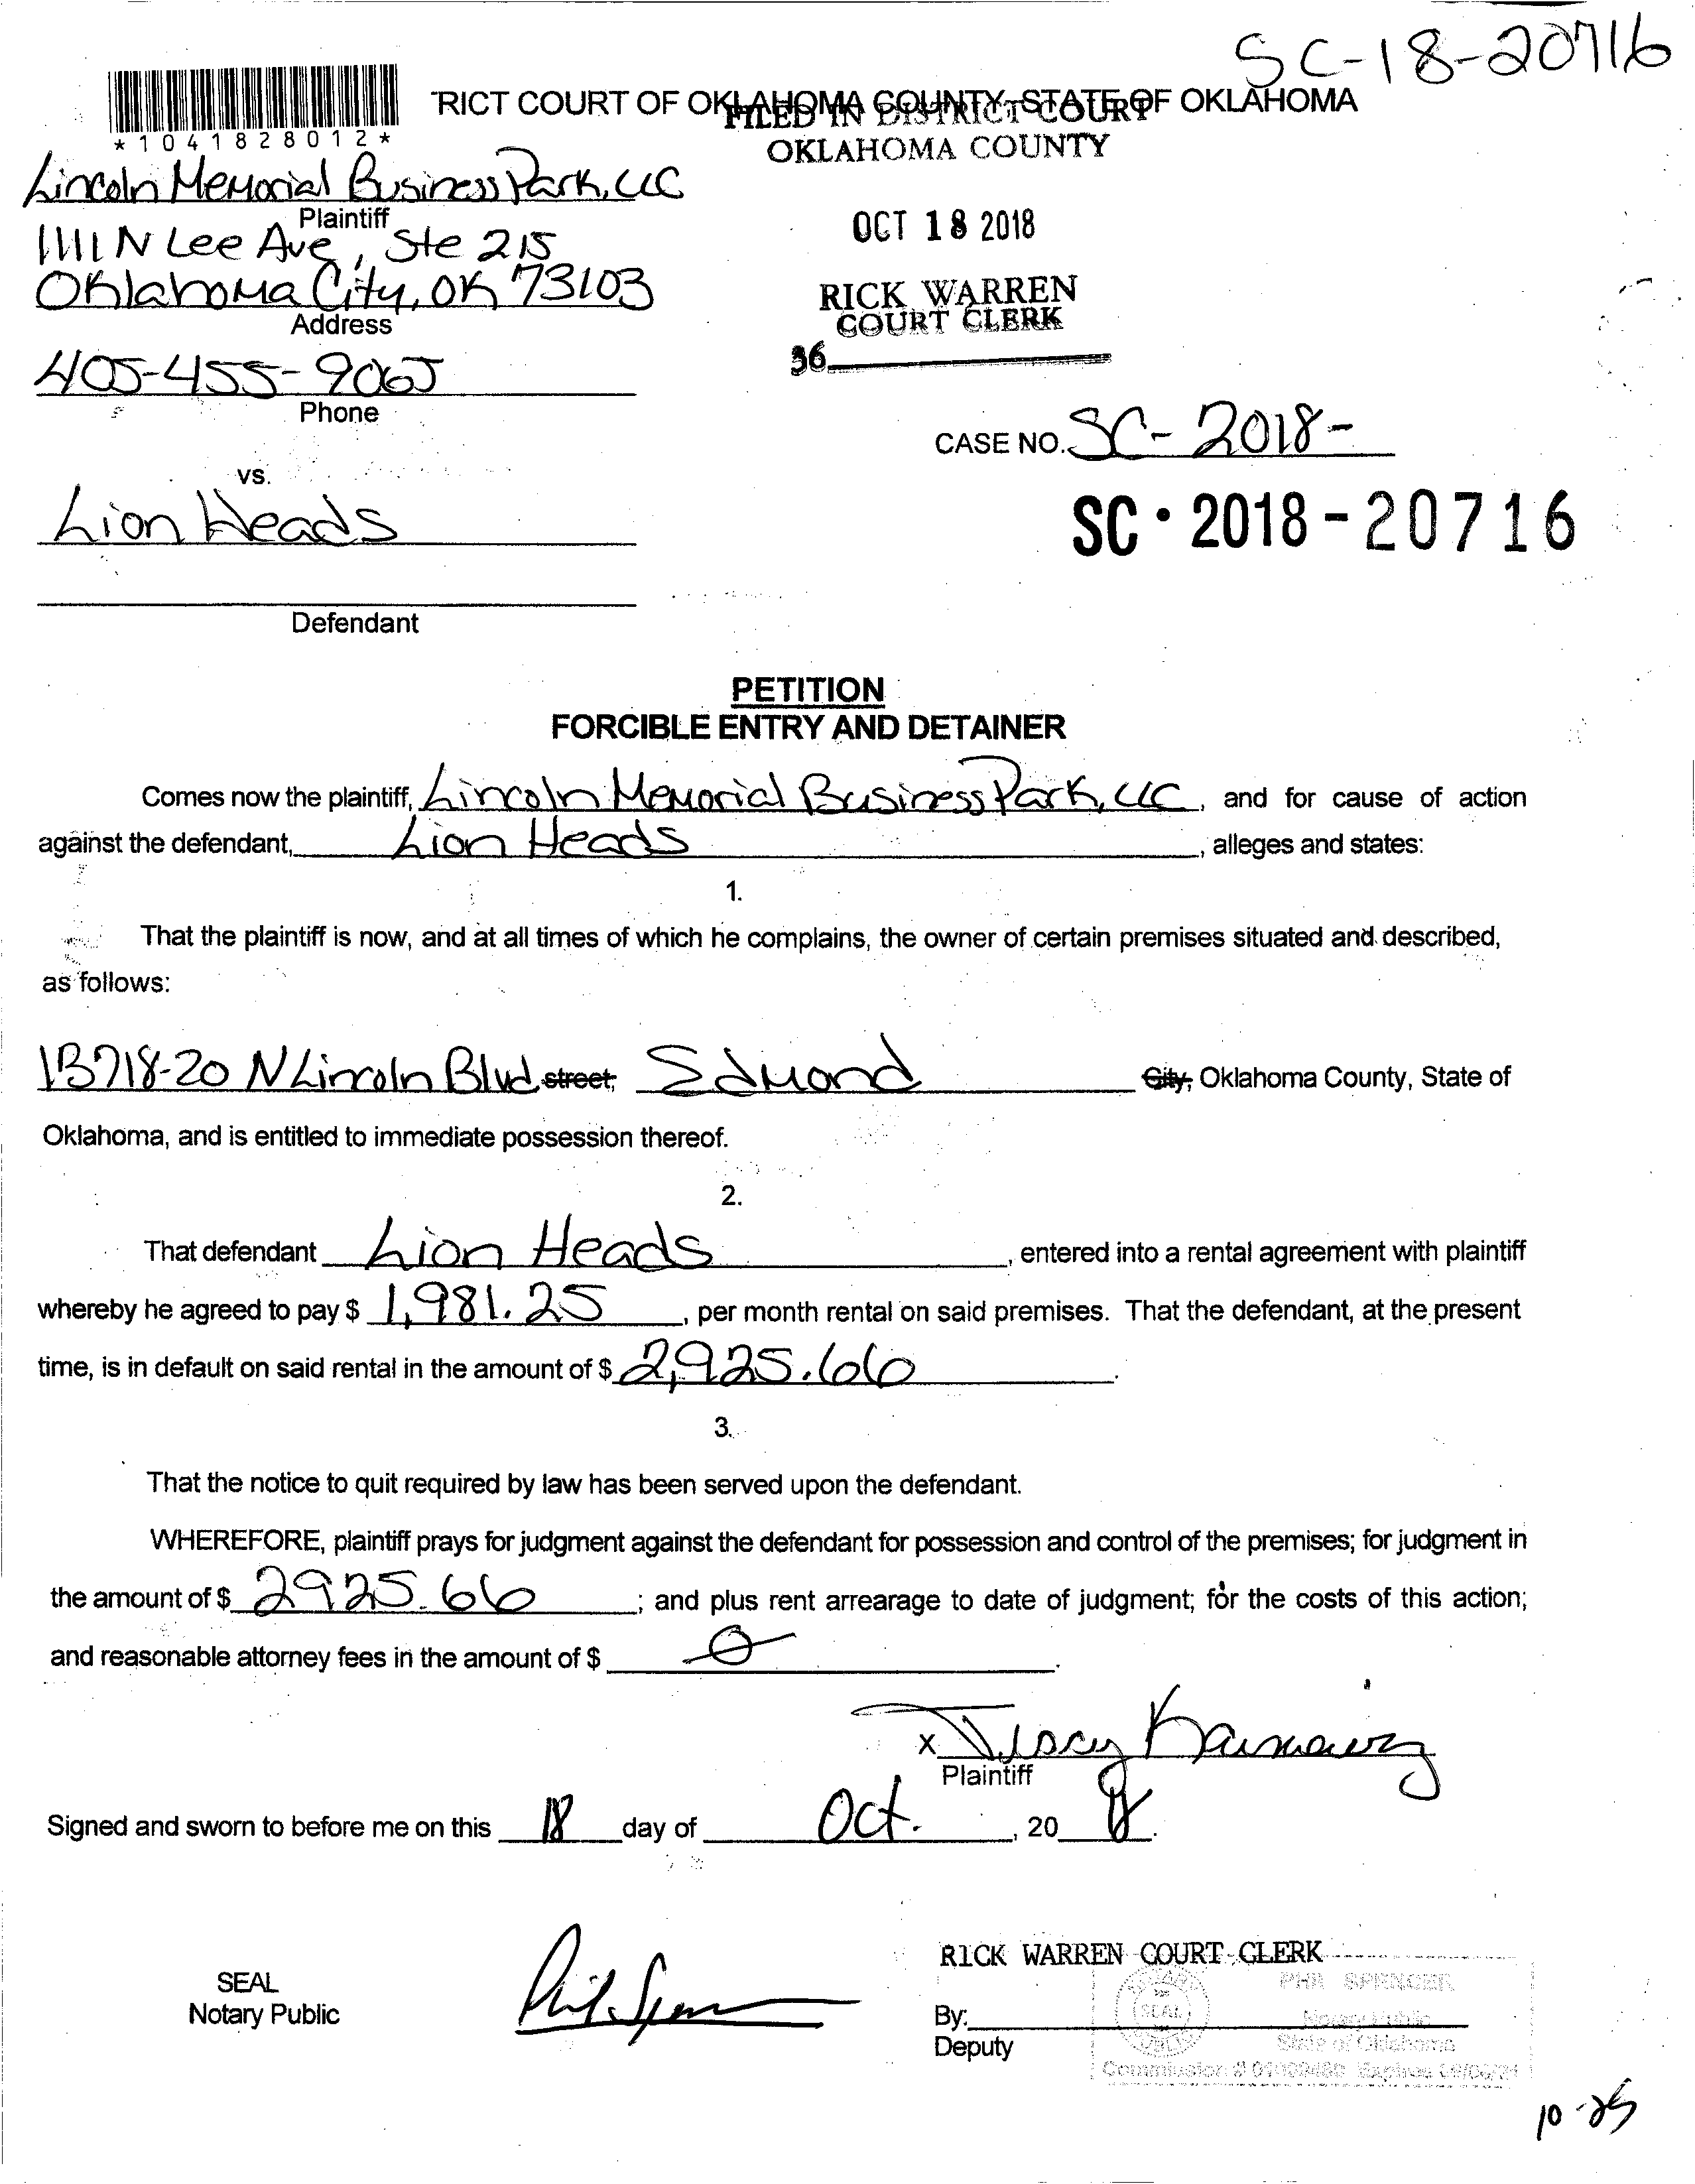 SC-18-20716
*1041828012*
RICT COURT OF OKLAHOMA COUNTY, STATE OF OKLAHOMA
FILED IN DISTRICT COURT
OKLAHOMA COUNTY
Lincoln Memorial Business Park, LLC
Plaintiff
1111 N Lee Ave, Ste 215
OCT 18 2018
Oklahoma City, OK 73103
RICK WARREN
Address
COURT CLERK
36
405-455-9065
Phone
CASE NO. SC-2018-
vs.
SC·2018-20716
Lion Heads
Defendant
PETITION
FORCIBLE ENTRY AND DETAINER
Comes now the plaintiff, Lincoln Memorial Business Park, LLC, and for cause of action
against the defendant, Lion Heads, alleges and states:
1.
That the plaintiff is now, and at all times of which he complains, the owner of certain premises situated and described,
as follows:
13718-20 N Lincoln Blvd street; Edmond City; Oklahoma County, State of
Oklahoma, and is entitled to immediate possession thereof.
2.
That defendant Lion Heads, entered into a rental agreement with plaintiff
whereby he agreed to pay $ 1,981.25, per month rental on said premises. That the defendant, at the present
time, is in default on said rental in the amount of $ 2,925.66.
3.
That the notice to quit required by law has been served upon the defendant.
WHEREFORE, plaintiff prays for judgment against the defendant for possession and control of the premises; for judgment in
the amount of $ 2925.66; and plus rent arrearage to date of judgment; for the costs of this action;
and reasonable attorney fees in the amount of $ 0.
x Tracy
Plaintiff
Signed and sworn to before me on this 18 day of Oct., 20 18.
RICK WARREN COURT CLERK
SEAL
Notary Public
Phil Spencer
PHIL SPENCER
SEAL
Notary Public
By:
Deputy
State of Oklahoma
10-25